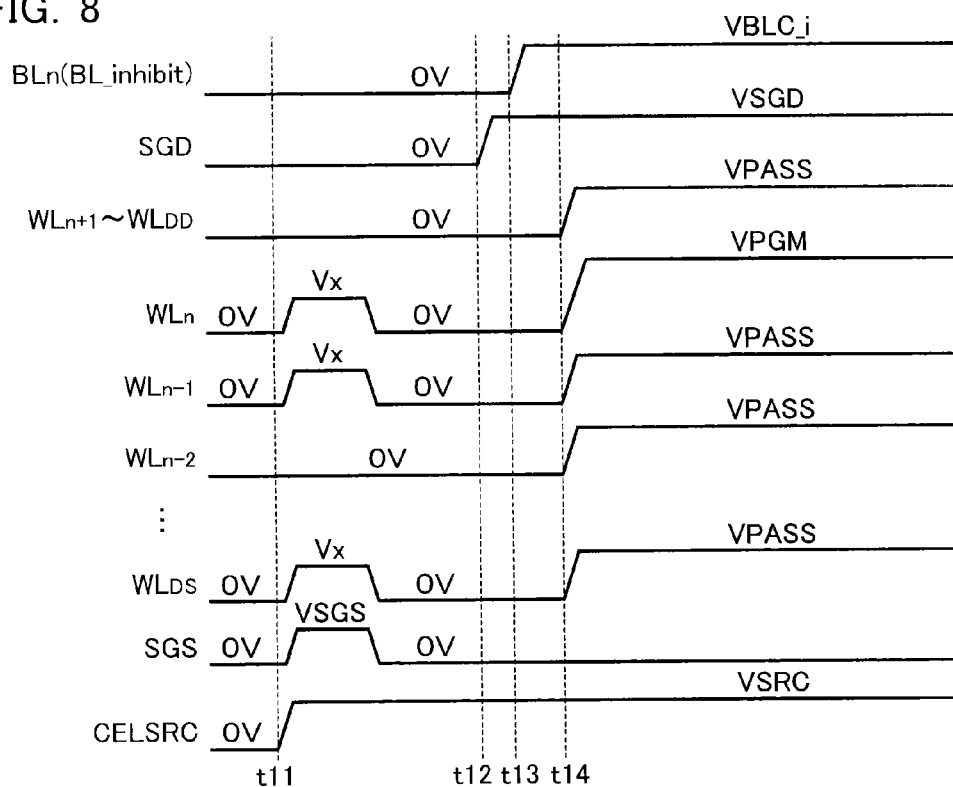 FIG. 8
VBLC_i
BLn(BL_inhibit) 0V
VSGD
SGD 0V
VPASS
WLn+1~WLDD 0V
VPGM
Vx
WLn 0V 0V
VPASS
Vx
WLn-1 0V 0V
VPASS
WLn-2 0V
⋮
VPASS
Vx
WLDS 0V 0V
VSGS
SGS 0V 0V
VSRC
CELSRC 0V
t11 t12 t13 t14